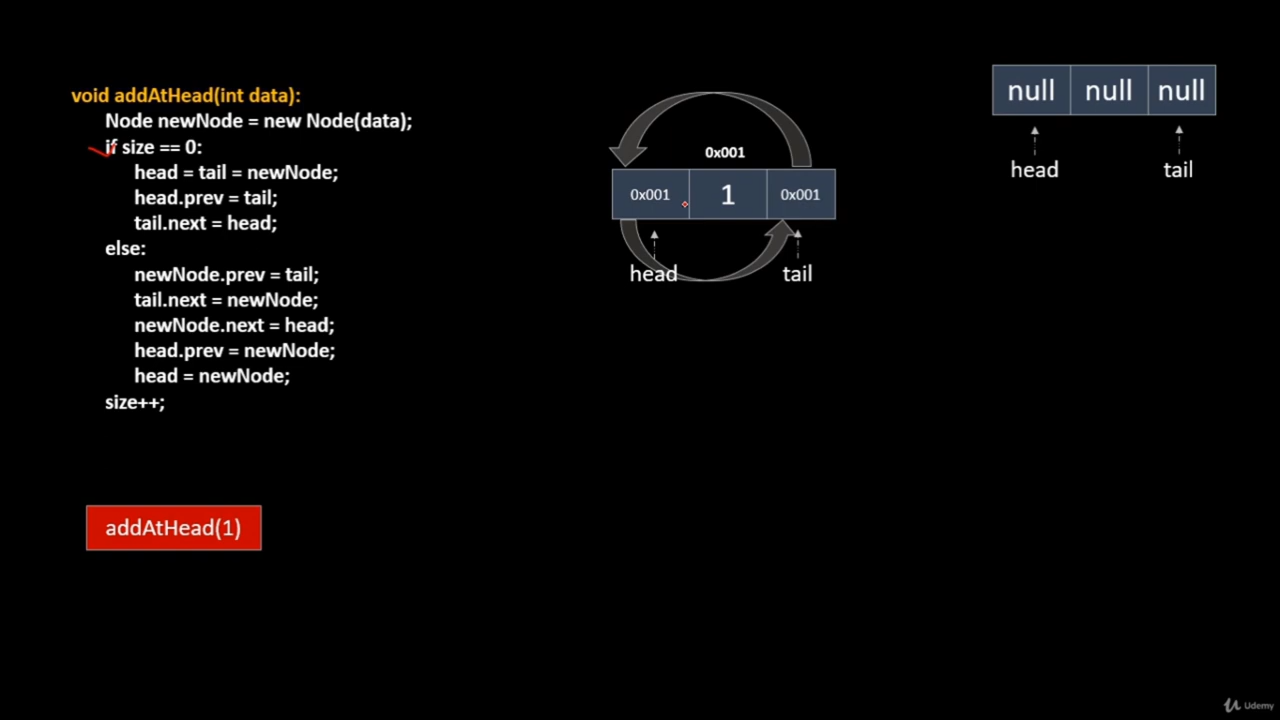 void addAtHead(int data):
Node newNode = new Node(data);
if size == 0:
head = tail = newNode;
head.prev = tail;
tail.next = head;
else:
newNode.prev = tail;
tail.next = newNode;
newNode.next = head;
head.prev = newNode;
head = newNode;
size++;
addAtHead(1)
0x001
0x001 1 0x001
head tail
null null null
head tail
Udemy